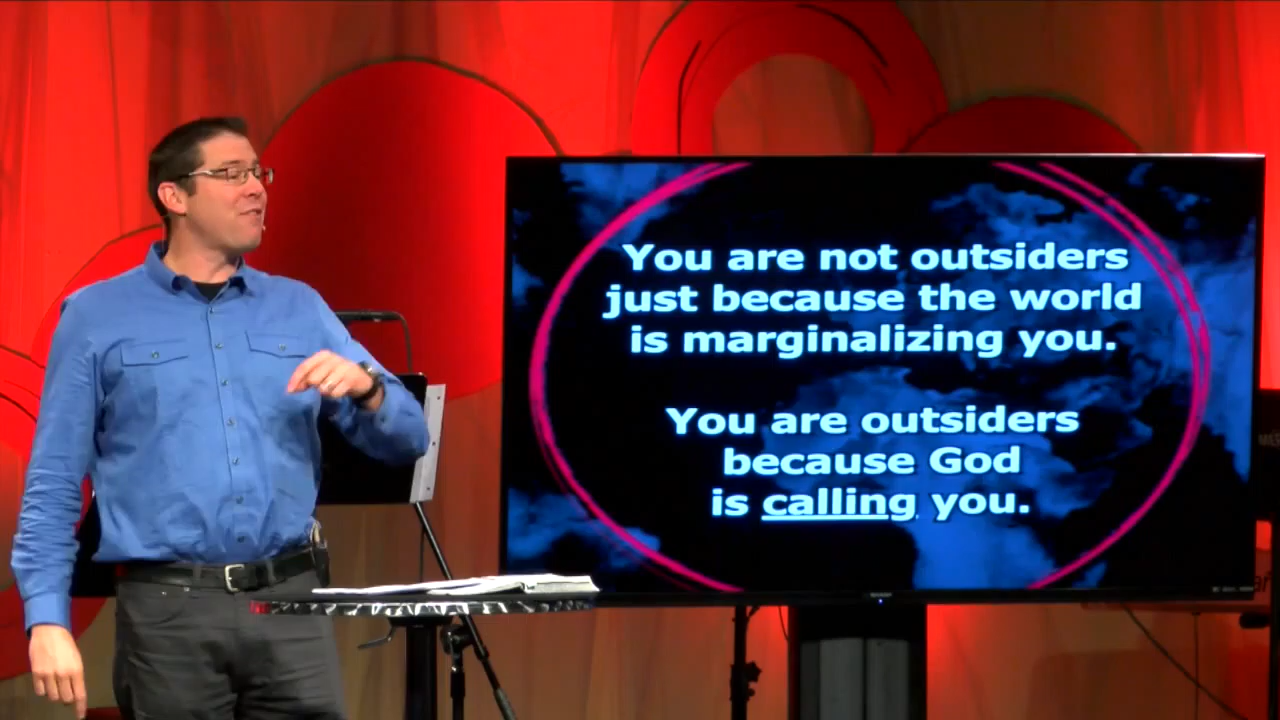 You are not outsiders
just because the world
is marginalizing you.
You are outsiders
because God
is calling you.